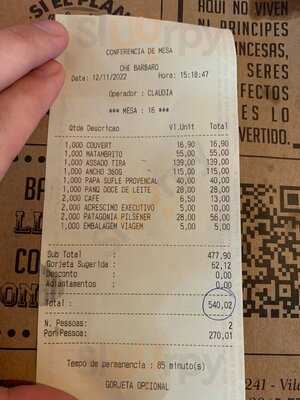 SI EL PLAN
AQUÍ NO VIVEN
NI PRINCIPES
SERES
LO
CONFERENCIA DE MESA
CHE BARBARO
Data: 12/11/2022 Hora: 15:18:47
Operador : CLAUDIA
*** MESA : 16 ***
Qtde Descricao Vl.Unit Total
1,000 COUVERT 16,90 16,90
1,000 MATAMBRITO 55,00 55,00
1,000 ASSADO TIRA 139,00 139,00
1,000 ANCHO 360G 115,00 115,00
1,000 PAPA SUFLE PROVENCAL 40,00 40,00
1,000 PANQ DOCE DE LEITE 28,00 28,00
2,000 CAFE 6,50 13,00
2,000 ACRESCIMO EXECUTIVO 5,00 10,00
2,000 PATAGONIA PILSENER 28,00 56,00
1,000 EMBALAGEM VIAGEM 5,00 5,00
Sub Total : 477,90
Gorjeta Sugerida : 62,12
Desconto : 0,00
Adiantamentos : 0,00
Total : 540,02
N. Pessoas: 2
Por Pessoa: 270,01
Tempo de permanencia : 85 minuto(s)
GORJETA OPCIONAL
241 - Vila